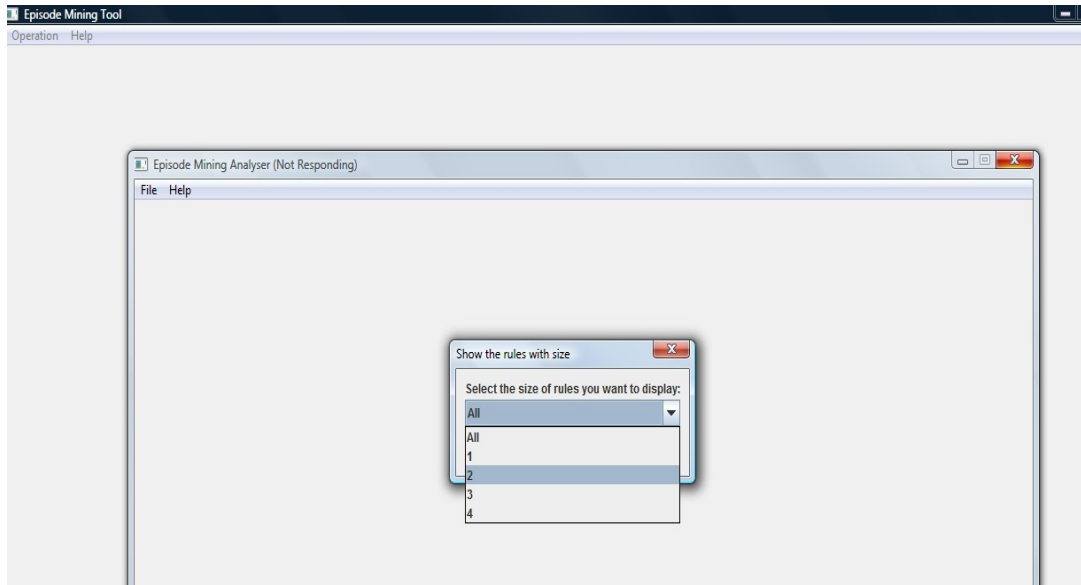 Episode Mining Tool
Operation Help
Episode Mining Analyser (Not Responding)
File Help
Show the rules with size
Select the size of rules you want to display:
All
All
1
2
3
4